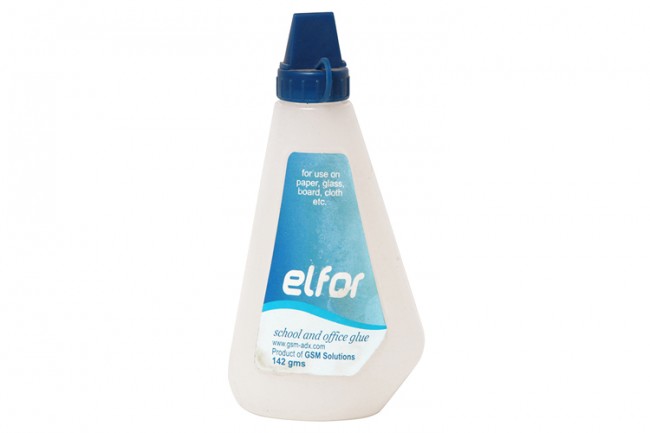 for use on
paper, glass,
board, cloth
etc.
elfor
school and office glue
www.gsm-adx.com
Product of GSM Solutions
142 gms